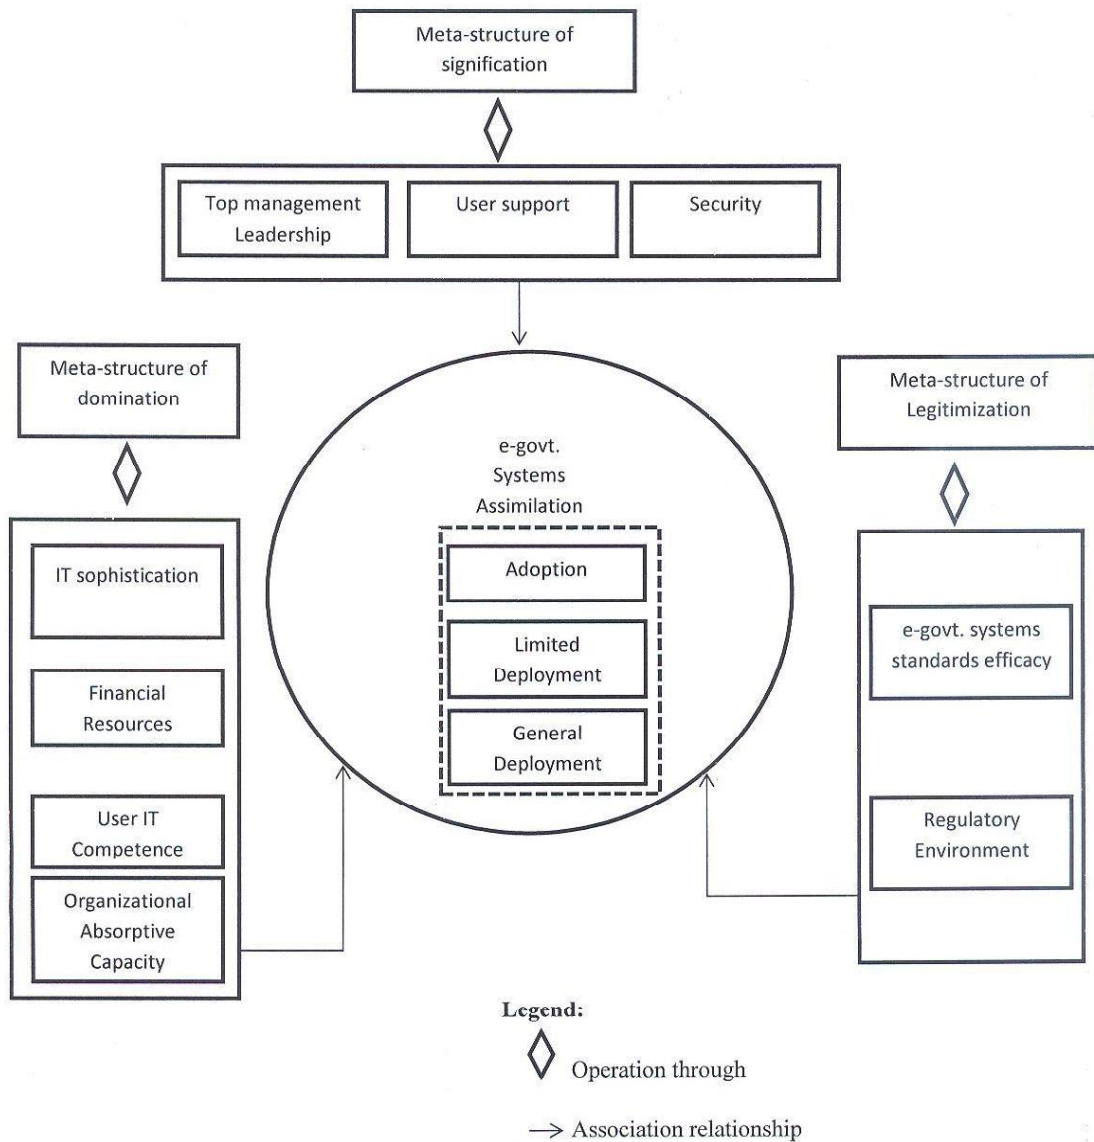 Meta-structure of
signification
Top management
Leadership
User support
Security
Meta-structure of
domination
Meta-structure of
Legitimization
e-govt.
Systems
Assimilation
IT sophistication
Financial
Resources
User IT
Competence
Organizational
Absorptive
Capacity
Adoption
Limited
Deployment
General
Deployment
e-govt. systems
standards efficacy
Regulatory
Environment
Legend:
Operation through
Association relationship